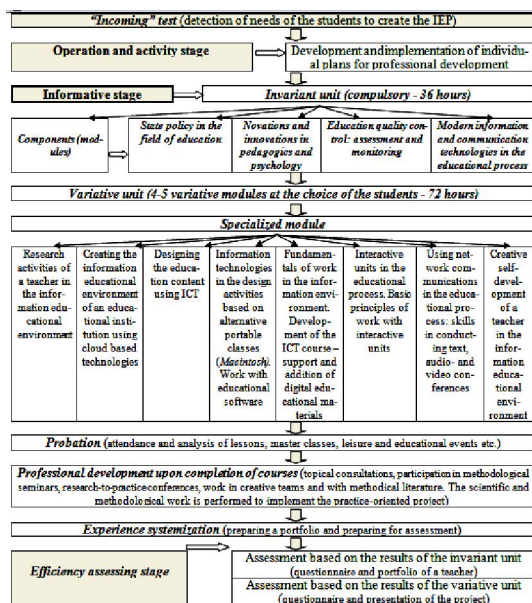 "Incoming" test (detection of needs of the students to create the IEP)
Operation and activity stage
Development and implementation of individu-
al plans for professional development
Informative stage
Invariant unit (compulsory - 36 hours)
Components (mod-
ules)
State policy in the
field of education
Novations and
innovations in
pedagogics and
psychology
Education quality con-
trol: assessment and
monitoring
Modern information
and communication
technologies in the
educational process
Variative unit (4-5 variative modules at the choice of the students - 72 hours)
Specialized module
Research
activities of
a teacher in
the infor-
mation edu-
cational
environment
Creating the
information
educational
environment
of an educa-
tional insti-
tution using
cloud based
technologies
Designing
the educa-
tion content
using ICT
Information
technologies
in the design
activities
based on
alternative
portable
classes
(Macintosh).
Work with
educational
software
Fundamen-
tals of work
in the infor-
mation envi-
ronment.
Develop-
ment of the
ICT course –
support and
addition of
digital educ-
ational ma-
terials
Interactive
units in the
educational
process. Basic
principles of
work with
interactive
units
Using net-
work com-
munications
in the educa-
tional pro-
cess: skills
in conduct-
ing text,
audio- and
video con-
ferences
Creative
self-
develop-
ment of
a teacher
in the
infor-
mation
educa-
tional
envi-
ronment
Probation (attendance and analysis of lessons, master classes, leisure and educational events etc.)
Professional development upon completion of courses (topical consultations, participation in methodological
seminars, research-to-practice-conferences, work in creative teams and with methodical literature. The scientific and
methodological work is performed to implement the practice-oriented project)
Experience systemization (preparing a portfolio and preparing for assessment)
Efficiency assessing stage
Assessment based on the results of the invariant unit
(questionnaire and portfolio of a teacher)
Assessment based on the results of the variative unit
(questionnaire and presentation of the project)